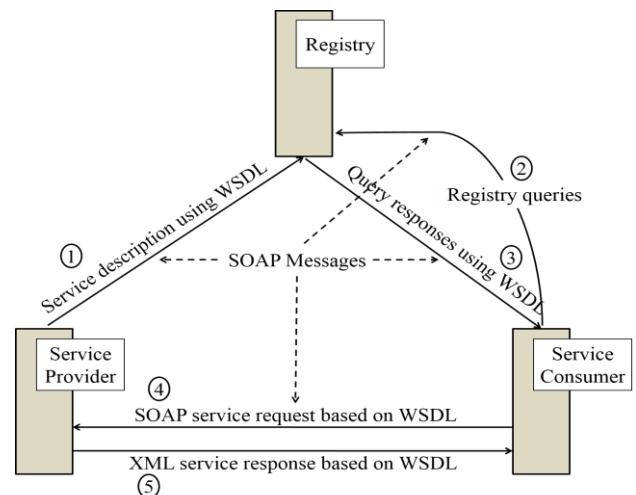 Registry
2
Registry queries
Service description using WSDL
1
Query responses using WSDL
3
SOAP Messages
Service
Provider
Service
Consumer
4
SOAP service request based on WSDL
XML service response based on WSDL
5